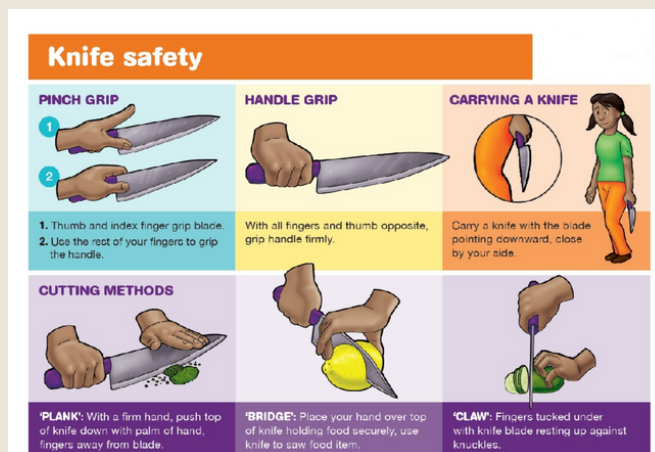 Knife safety
PINCH GRIP
1
2
1. Thumb and index finger grip blade.
2. Use the rest of your fingers to grip
the handle.
HANDLE GRIP
With all fingers and thumb opposite,
grip handle firmly.
CARRYING A KNIFE
Carry a knife with the blade
pointing downward, close
by your side.
CUTTING METHODS
'PLANK': With a firm hand, push top
of knife down with palm of hand,
fingers away from blade.
'BRIDGE': Place your hand over top
of knife holding food securely, use
knife to saw food item.
'CLAW': Fingers tucked under
with knife blade resting up against
knuckles.